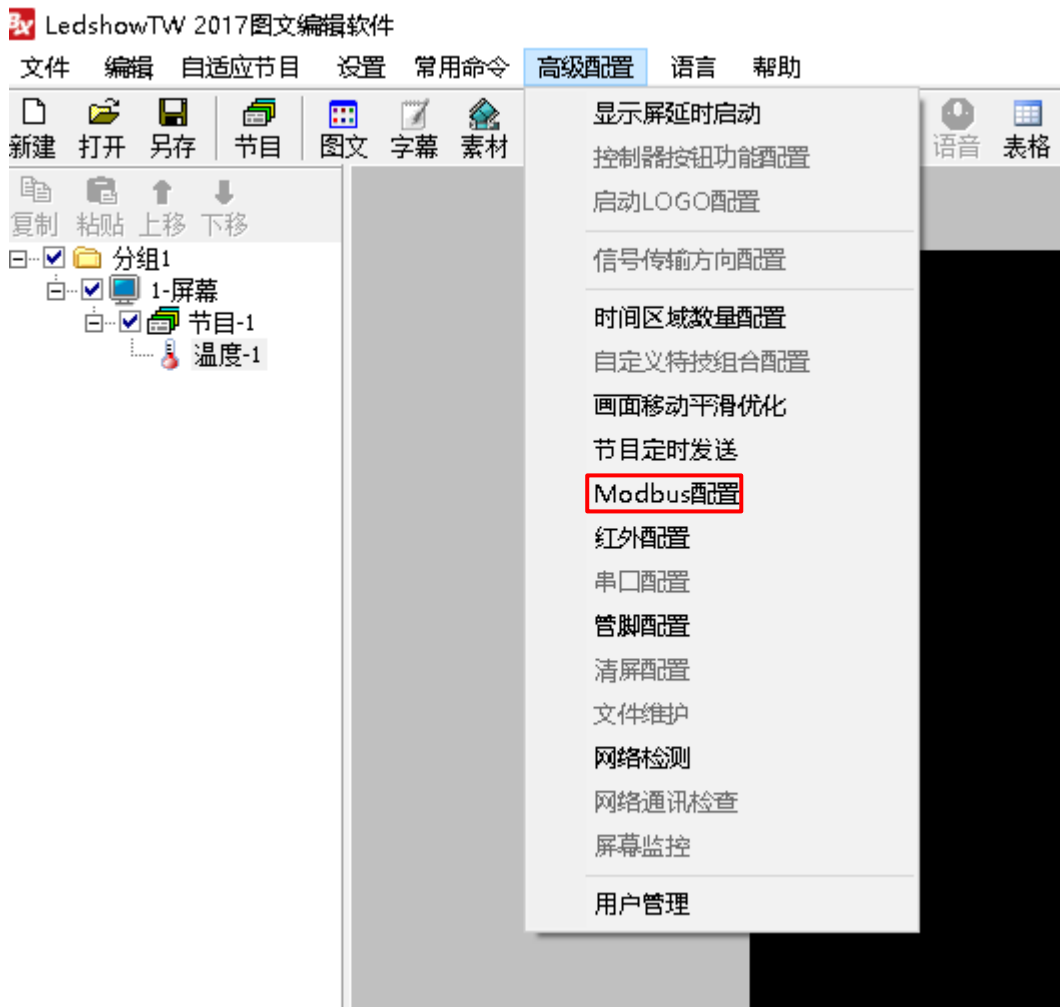 BX LedshowTW 2017图文编辑软件
文件 编辑 自适应节目 设置 常用命令 高级配置 语言 帮助
新建 打开 另存 节目 图文 字幕 素材 语音 表格
复制 粘贴 上移 下移
分组1
1-屏幕
节目-1
温度-1
显示屏延时启动
控制器按钮功能配置
启动LOGO配置
信号传输方向配置
时间区域数量配置
自定义特技组合配置
画面移动平滑优化
节目定时发送
Modbus配置
红外配置
串口配置
管脚配置
清屏配置
文件维护
网络检测
网络通讯检查
屏幕监控
用户管理